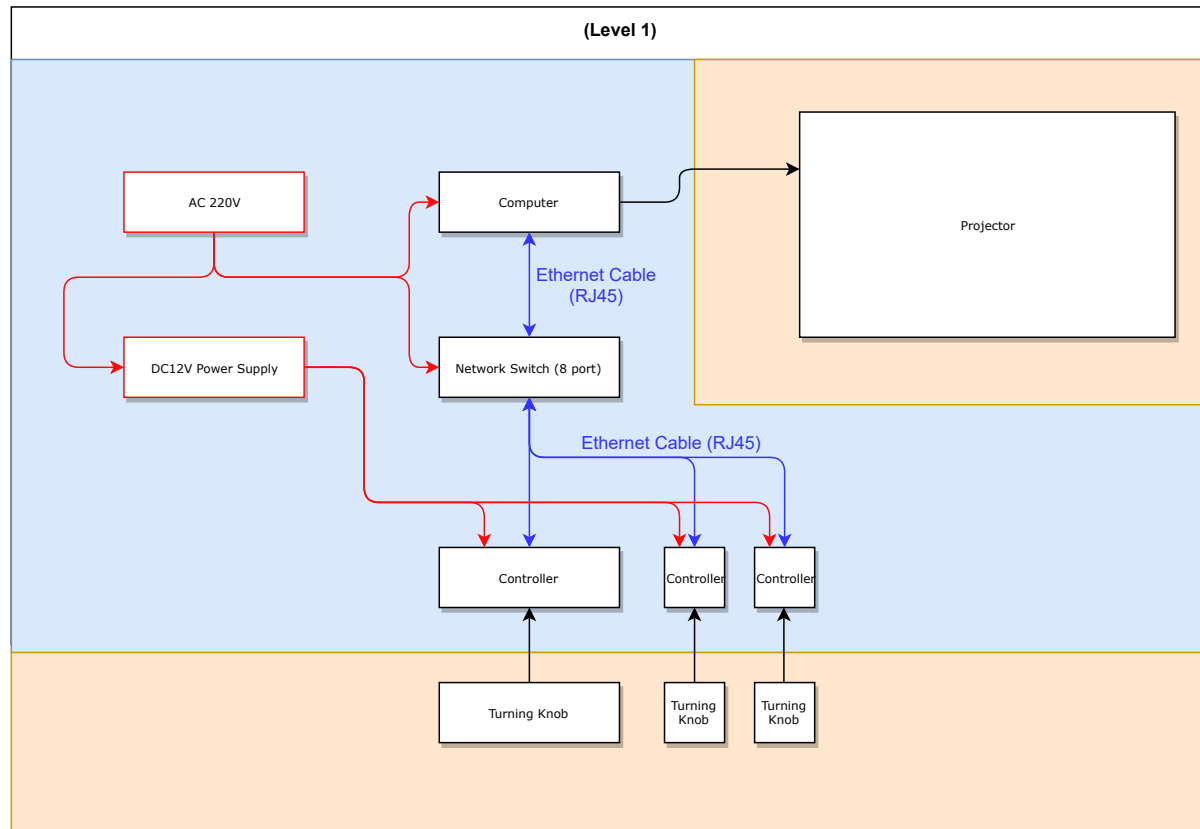 (Level 1)
AC 220V
Computer
Projector
Ethernet Cable
(RJ45)
DC12V Power Supply
Network Switch (8 port)
Ethernet Cable (RJ45)
Controller
Controller
Controller
Turning Knob
Turning
Knob
Turning
Knob